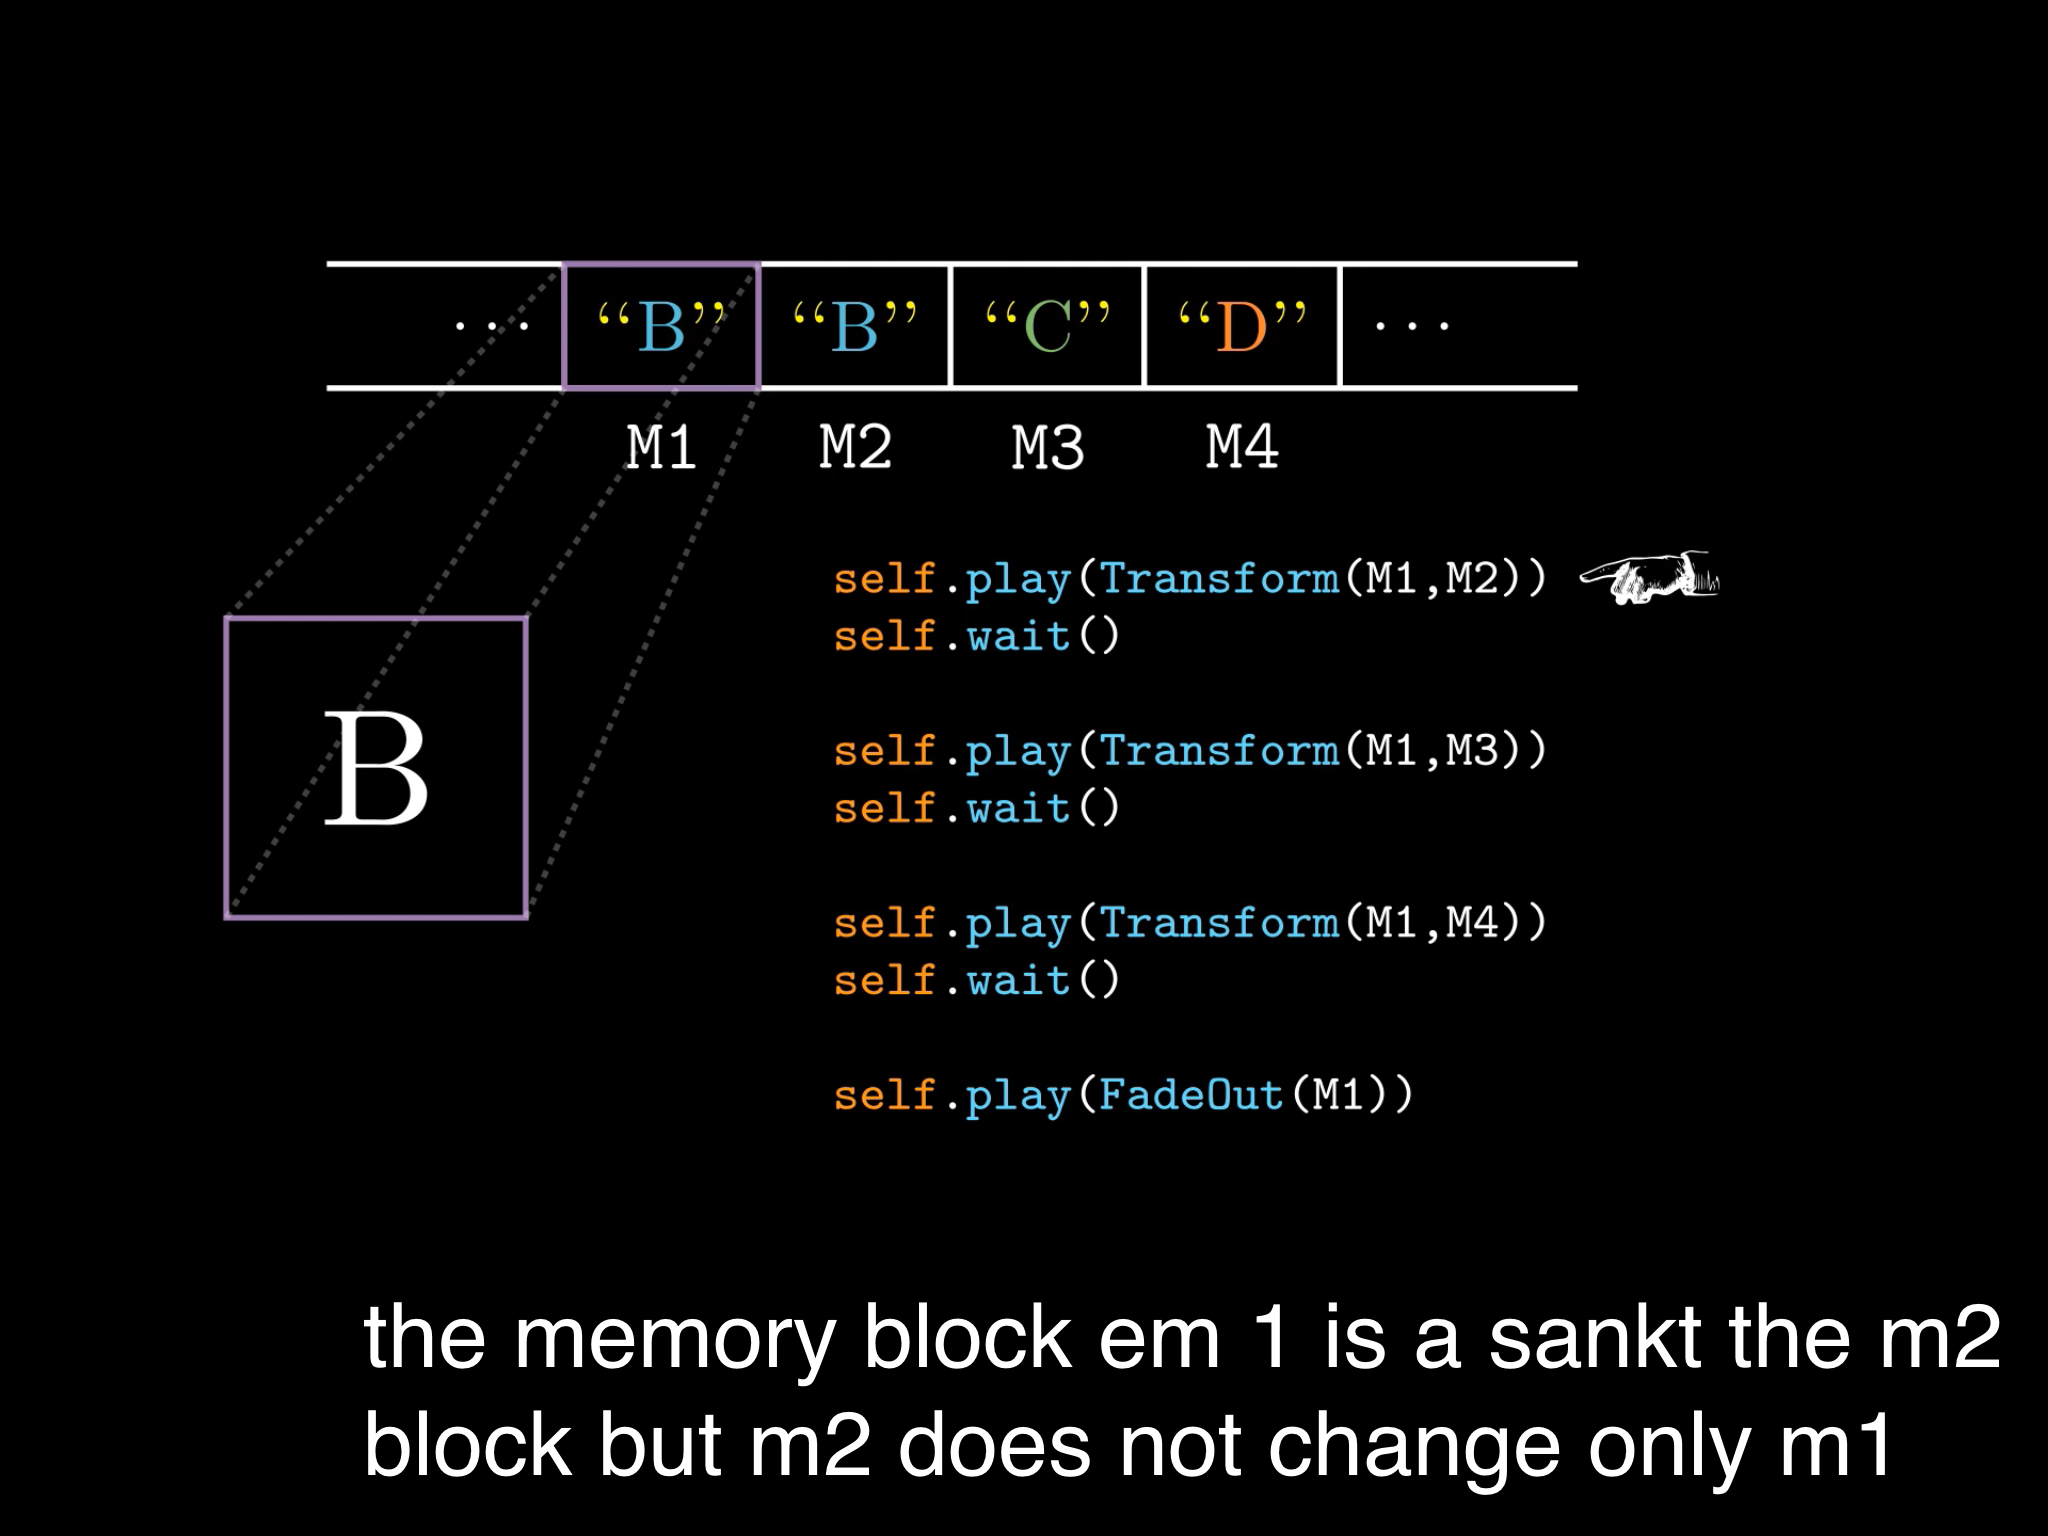 ... “B” “B” “C” “D” ...
M1 M2 M3 M4
self.play(Transform(M1,M2))
self.wait()
B
self.play(Transform(M1,M3))
self.wait()
self.play(Transform(M1,M4))
self.wait()
self.play(FadeOut(M1))
the memory block em 1 is a sankt the m2
block but m2 does not change only m1